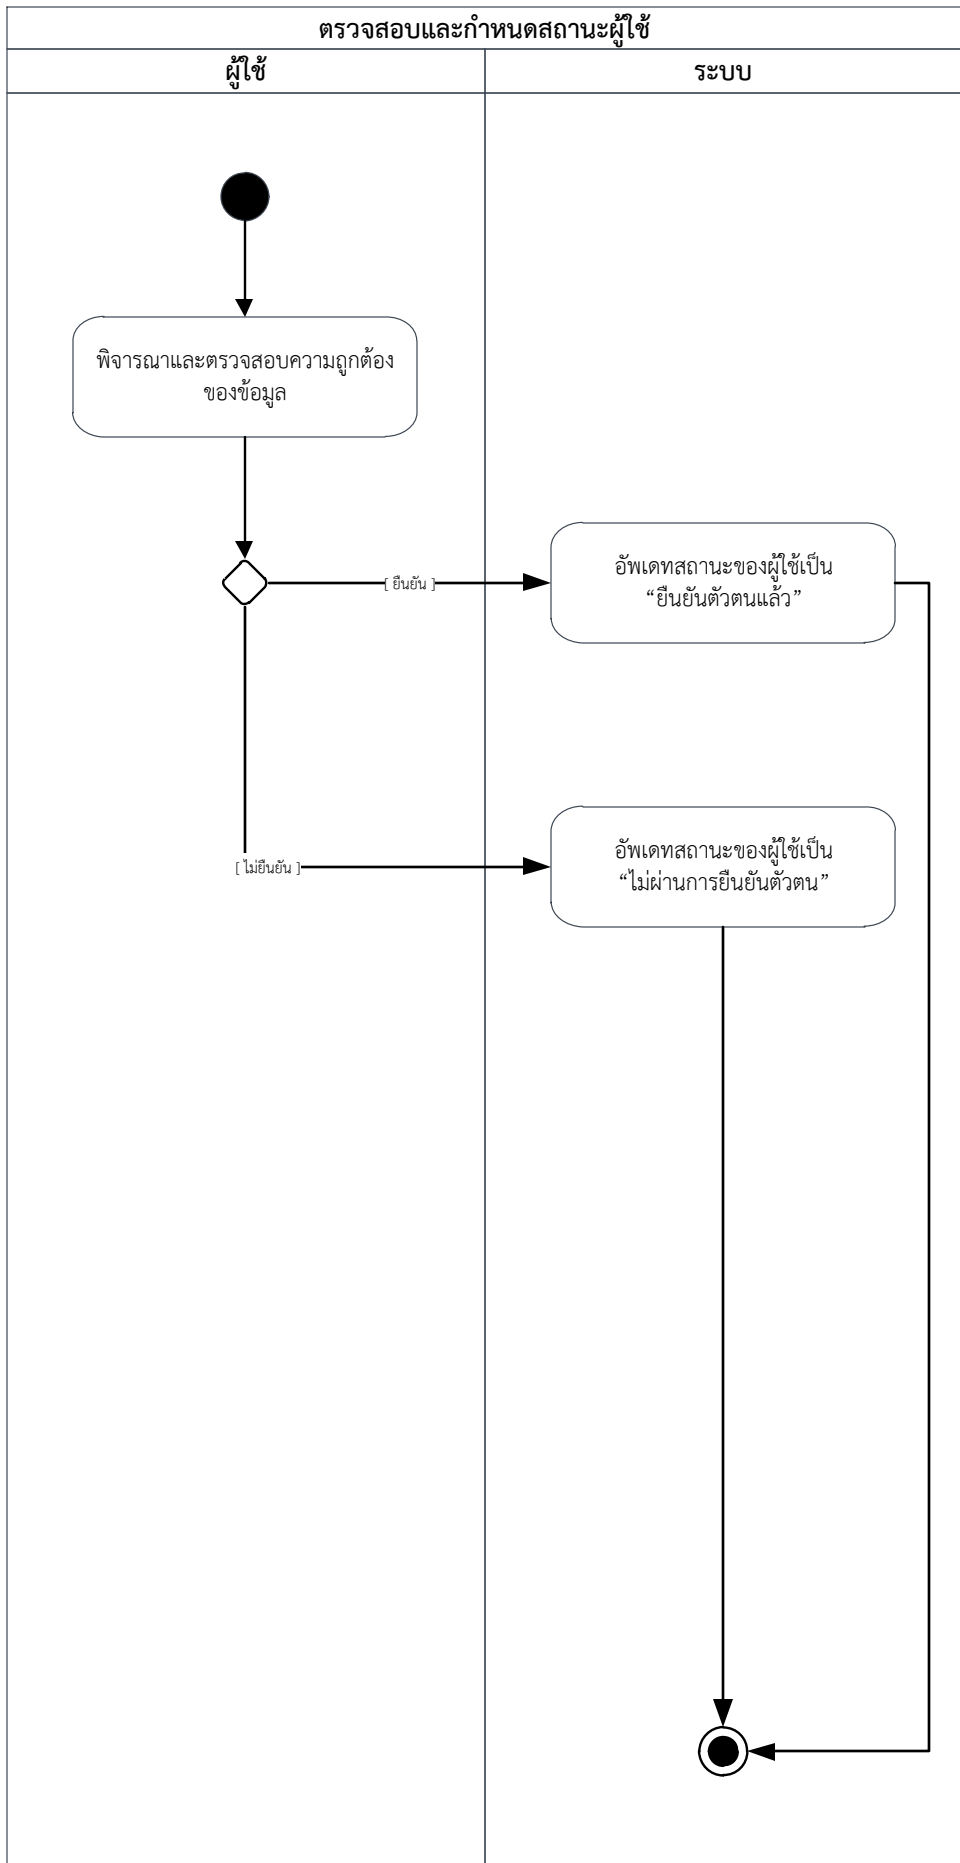 ตรวจสอบและกำหนดสถานะผู้ใช้
ผู้ใช้
ระบบ
พิจารณาและตรวจสอบความถูกต้อง
ของข้อมูล
[ ยืนยัน ]
อัพเดทสถานะของผู้ใช้เป็น
“ยืนยันตัวตนแล้ว”
[ ไม่ยืนยัน ]
อัพเดทสถานะของผู้ใช้เป็น
“ไม่ผ่านการยืนยันตัวตน”